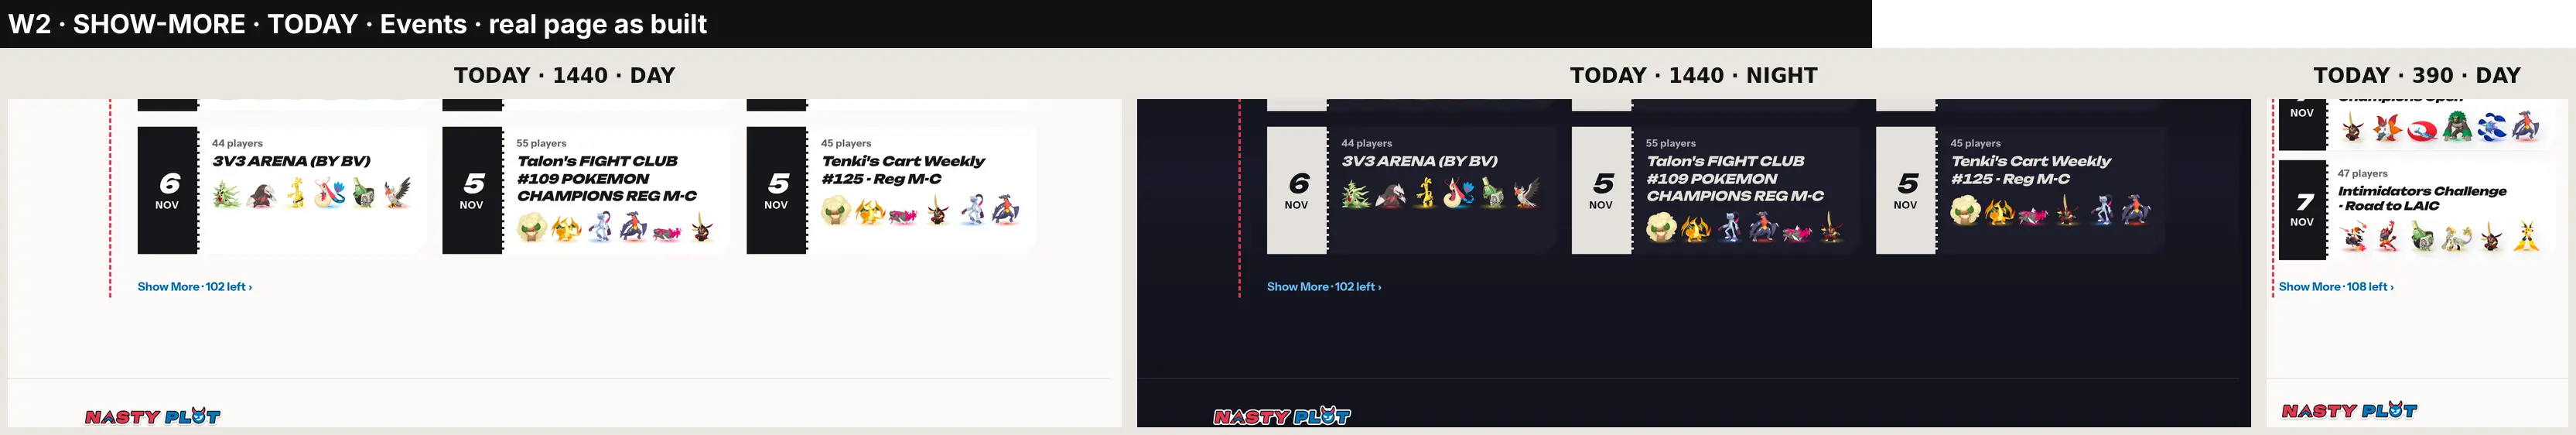 W2 · SHOW-MORE · TODAY · Events · real page as built
TODAY · 1440 · DAY
44 players
3V3 ARENA (BY BV)
6
NOV
55 players
Talon's FIGHT CLUB
#109 POKEMON
CHAMPIONS REG M-C
5
NOV
45 players
Tenki's Cart Weekly
#125 - Reg M-C
5
NOV
Show More · 102 left ›
NASTY PLOT
TODAY · 1440 · NIGHT
44 players
3V3 ARENA (BY BV)
6
NOV
55 players
Talon's FIGHT CLUB
#109 POKEMON
CHAMPIONS REG M-C
5
NOV
45 players
Tenki's Cart Weekly
#125 - Reg M-C
5
NOV
Show More · 102 left ›
NASTY PLOT
TODAY · 390 · DAY
Champions Open
NOV
47 players
Intimidators Challenge
- Road to LAIC
7
NOV
Show More · 108 left ›
NASTY PLOT